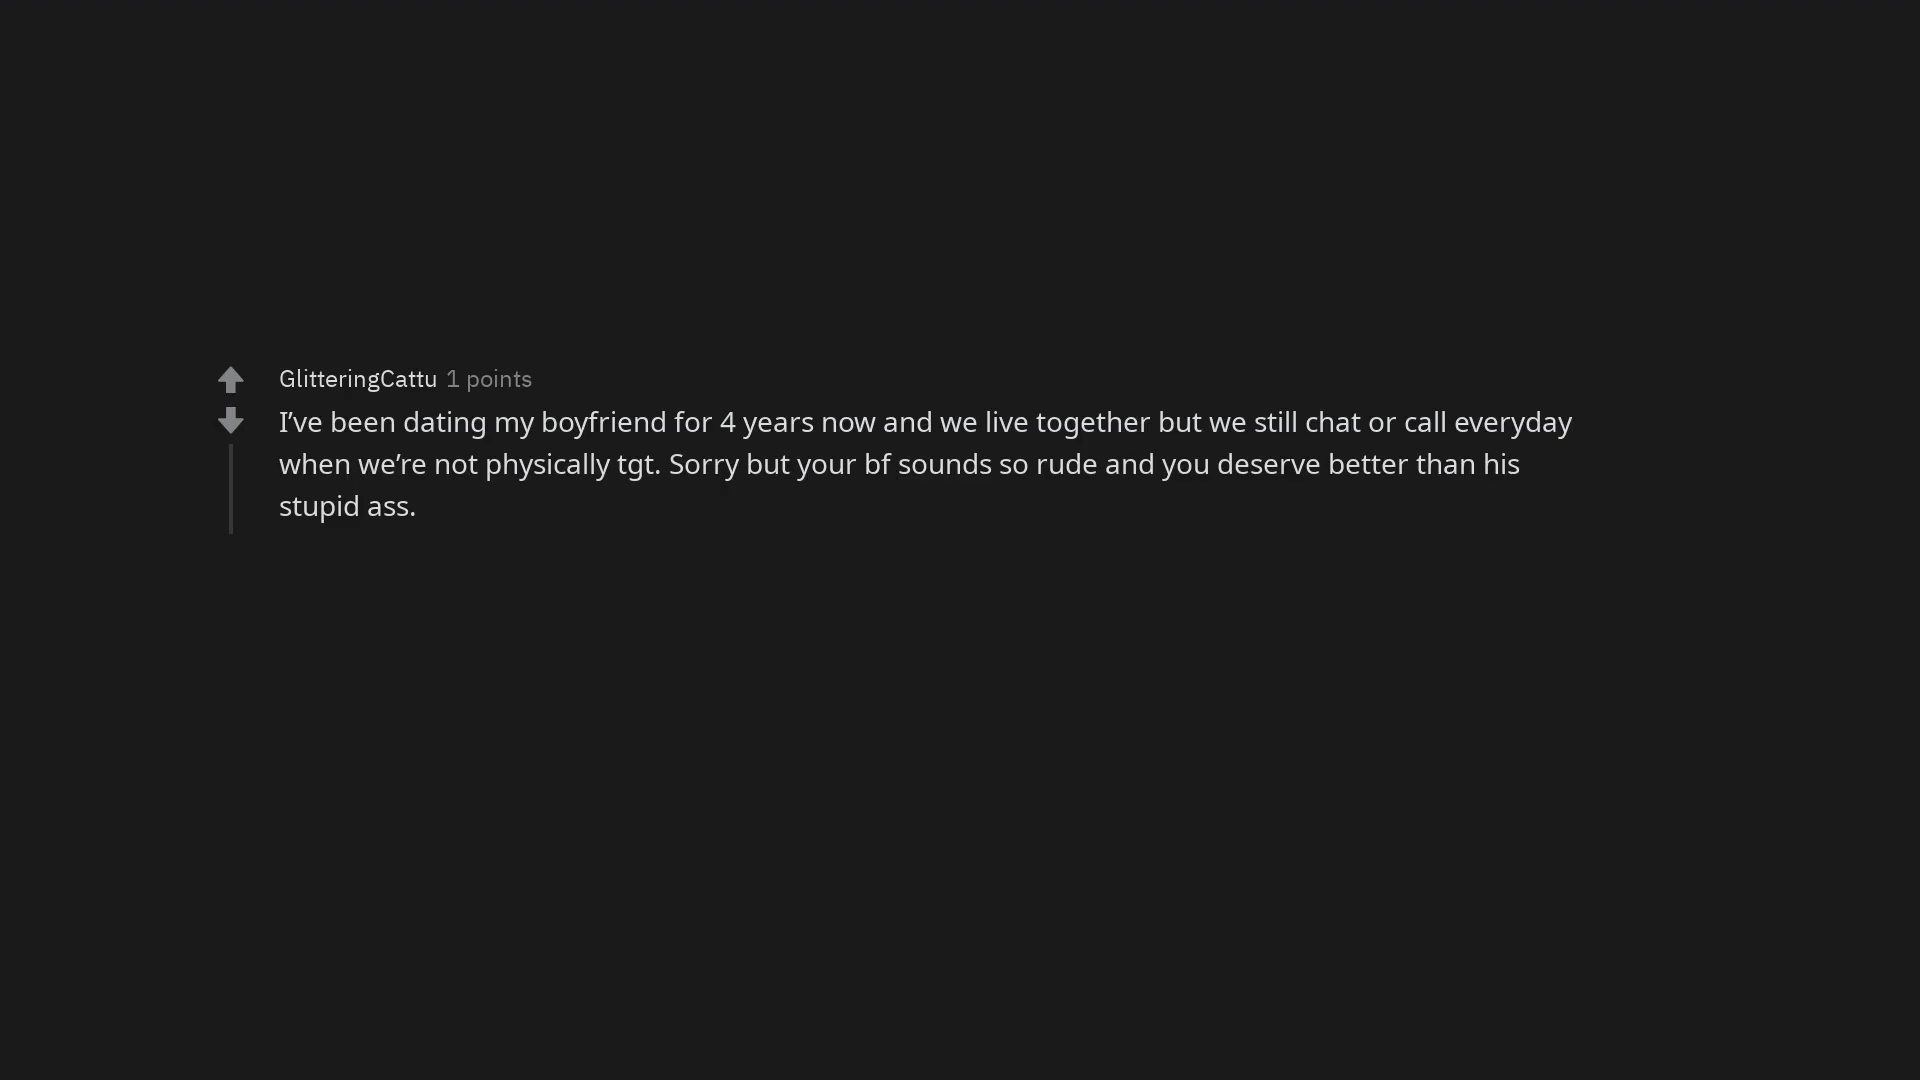 GlitteringCattu 1 points
I’ve been dating my boyfriend for 4 years now and we live together but we still chat or call everyday
when we’re not physically tgt. Sorry but your bf sounds so rude and you deserve better than his
stupid ass.